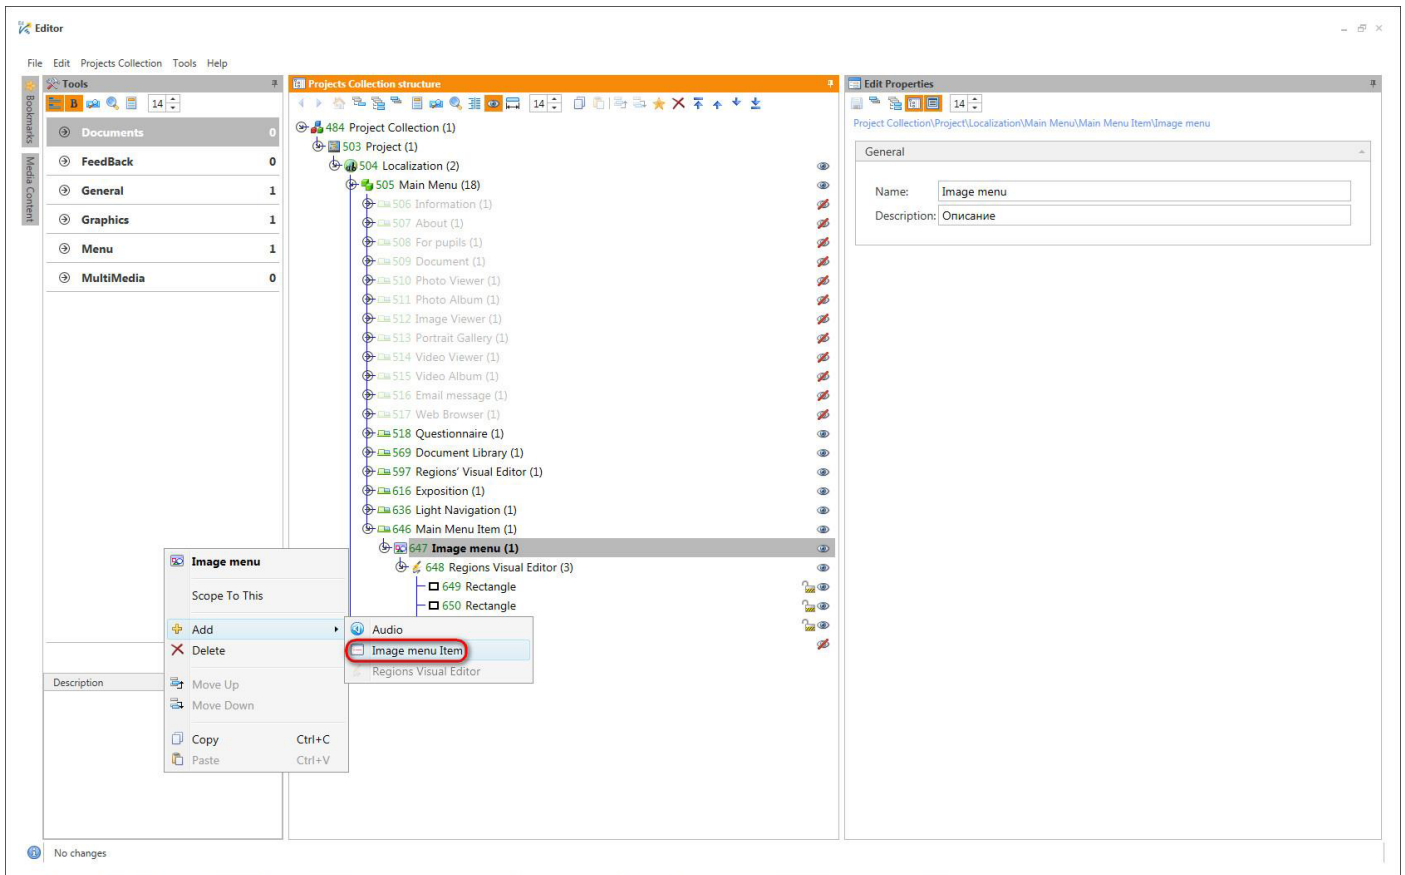 Editor
File Edit Projects Collection Tools Help
Bookmarks
Media Content
Tools
14
Documents 0
FeedBack 0
General 1
Graphics 1
Menu 1
MultiMedia 0
Description
Projects Collection structure
14
484 Project Collection (1)
503 Project (1)
504 Localization (2)
505 Main Menu (18)
506 Information (1)
507 About (1)
508 For pupils (1)
509 Document (1)
510 Photo Viewer (1)
511 Photo Album (1)
512 Image Viewer (1)
513 Portrait Gallery (1)
514 Video Viewer (1)
515 Video Album (1)
516 Email message (1)
517 Web Browser (1)
518 Questionnaire (1)
569 Document Library (1)
597 Regions' Visual Editor (1)
616 Exposition (1)
636 Light Navigation (1)
646 Main Menu Item (1)
647 Image menu (1)
648 Regions Visual Editor (3)
649 Rectangle
650 Rectangle
Image menu
Scope To This
Add
Delete
Move Up
Move Down
Copy Ctrl+C
Paste Ctrl+V
Audio
Image menu Item
Regions Visual Editor
Edit Properties
14
Project Collection\Project\Localization\Main Menu\Main Menu Item\Image menu
General
Name: Image menu
Description: Описание
No changes